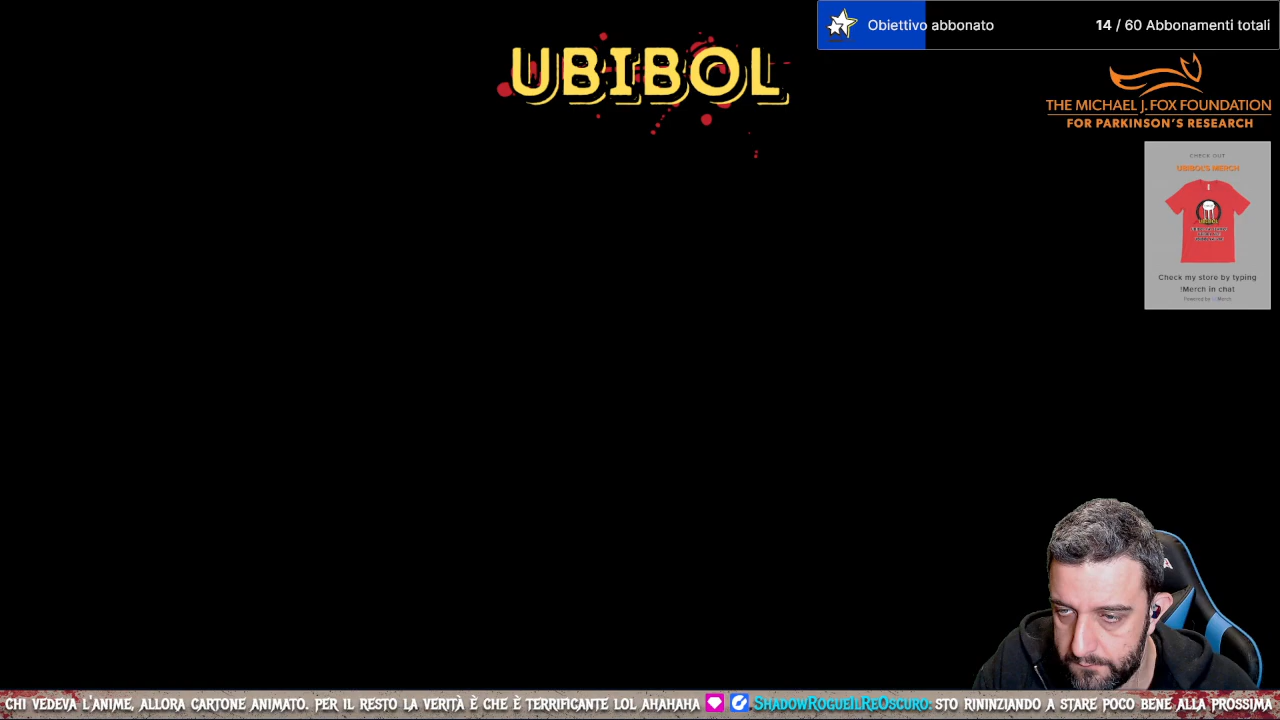 Obiettivo abbonato
14 / 60 Abbonamenti totali
UBIBOL
THE MICHAEL J. FOX FOUNDATION
FOR PARKINSON'S RESEARCH
CHECK OUT
UBIBOL'S MERCH
UBIBOL
Check my store by typing
!Merch in chat
CHI VEDEVA L'ANIME, ALLORA CARTONE ANIMATO. PER IL RESTO LA VERITÀ È CHE È TERRIFICANTE LOL AHAHAHA SHADOWROGUEILREOSCURO: STO RININZIANDO A STARE POCO BENE ALLA PROSSIMA